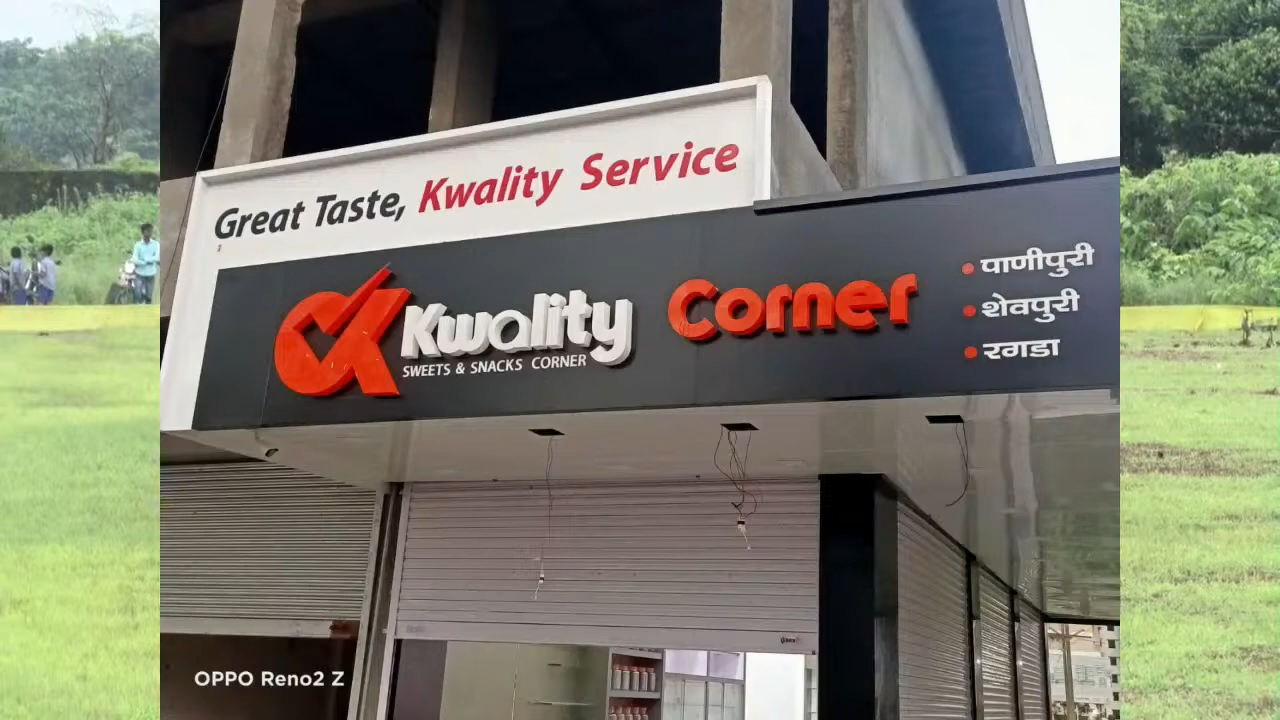 Great Taste, Kwality Service
Kwality Corner
SWEETS & SNACKS CORNER
• पाणीपुरी
• शेवपुरी
• रगडा
OPPO Reno2 Z